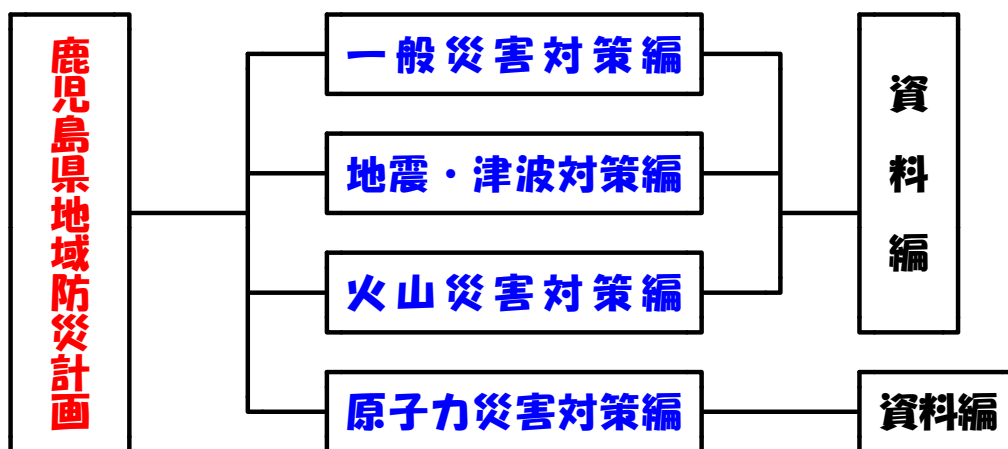 鹿児島県地域防災計画
一般災害対策編
地震・津波対策編
火山災害対策編
原子力災害対策編
資料編
資料編